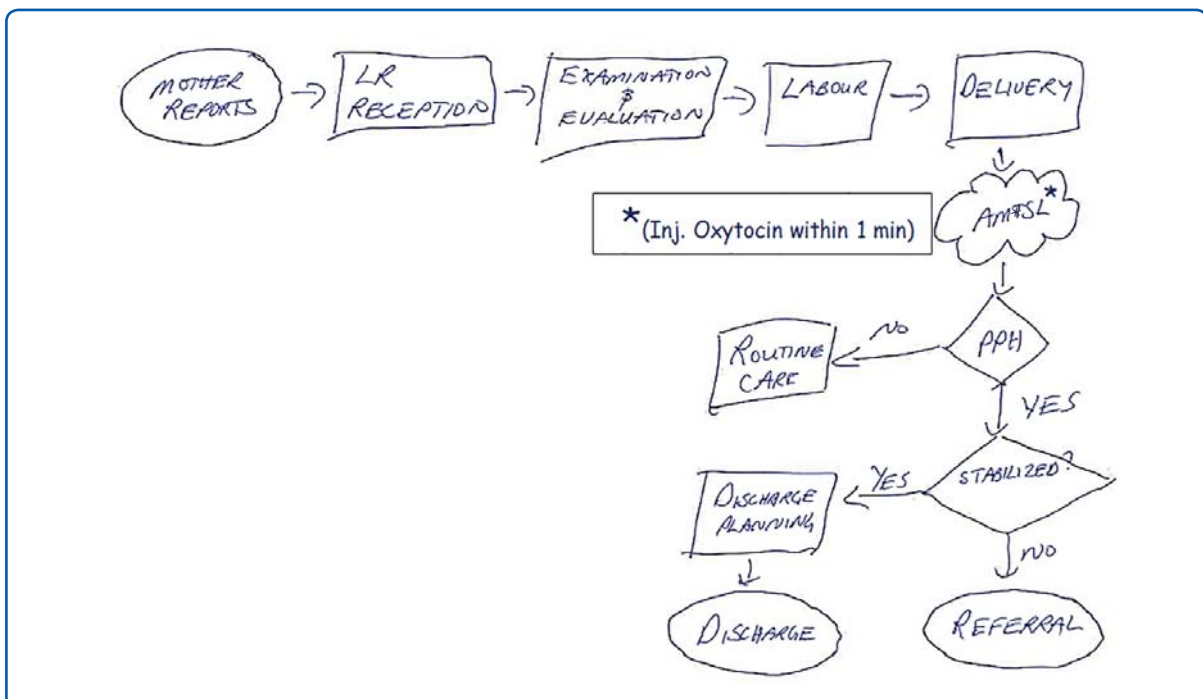 MOTHER
REPORTS
LR
RECEPTION
EXAMINATION
&
EVALUATION
LABOUR
DELIVERY
AMTSL*
*(Inj. Oxytocin within 1 min)
PPH
NO
ROUTINE
CARE
YES
STABILIZED?
YES
DISCHARGE
PLANNING
NO
DISCHARGE
REFERRAL